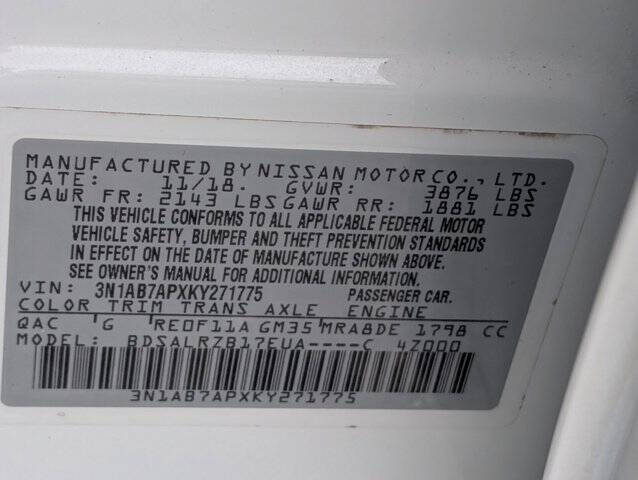 MANUFACTURED BY NISSAN MOTOR CO., LTD.
DATE: 11/18. GVWR: 3876 LBS
GAWR FR: 2143 LBS GAWR RR: 1881 LBS
THIS VEHICLE CONFORMS TO ALL APPLICABLE FEDERAL MOTOR
VEHICLE SAFETY, BUMPER AND THEFT PREVENTION STANDARDS
IN EFFECT ON THE DATE OF MANUFACTURE SHOWN ABOVE.
SEE OWNER'S MANUAL FOR ADDITIONAL INFORMATION.
VIN: 3N1AB7APXKY271775 PASSENGER CAR.
COLOR TRIM TRANS AXLE ENGINE
QAC G RE0F11A GM35 MRA8DE 1798 CC
MODEL: BDSALRZB17EUA----C 4Z000
3N1AB7APXKY271775